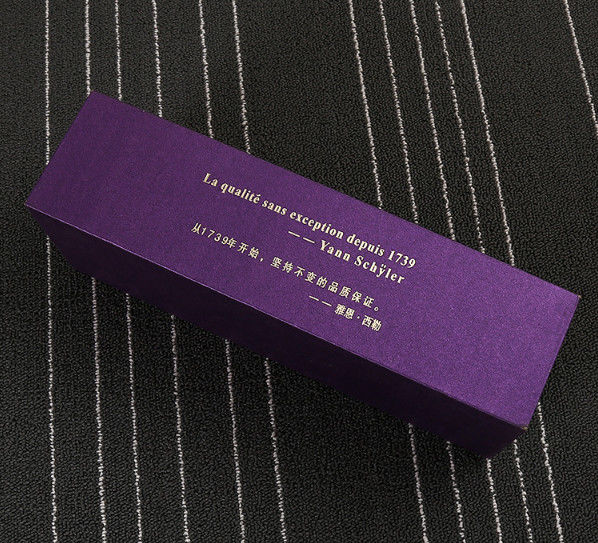 La qualité sans exception depuis 1739
—— Yann Schÿler
从1739年开始，坚持不变的品质保证。
—— 雅恩·西勒